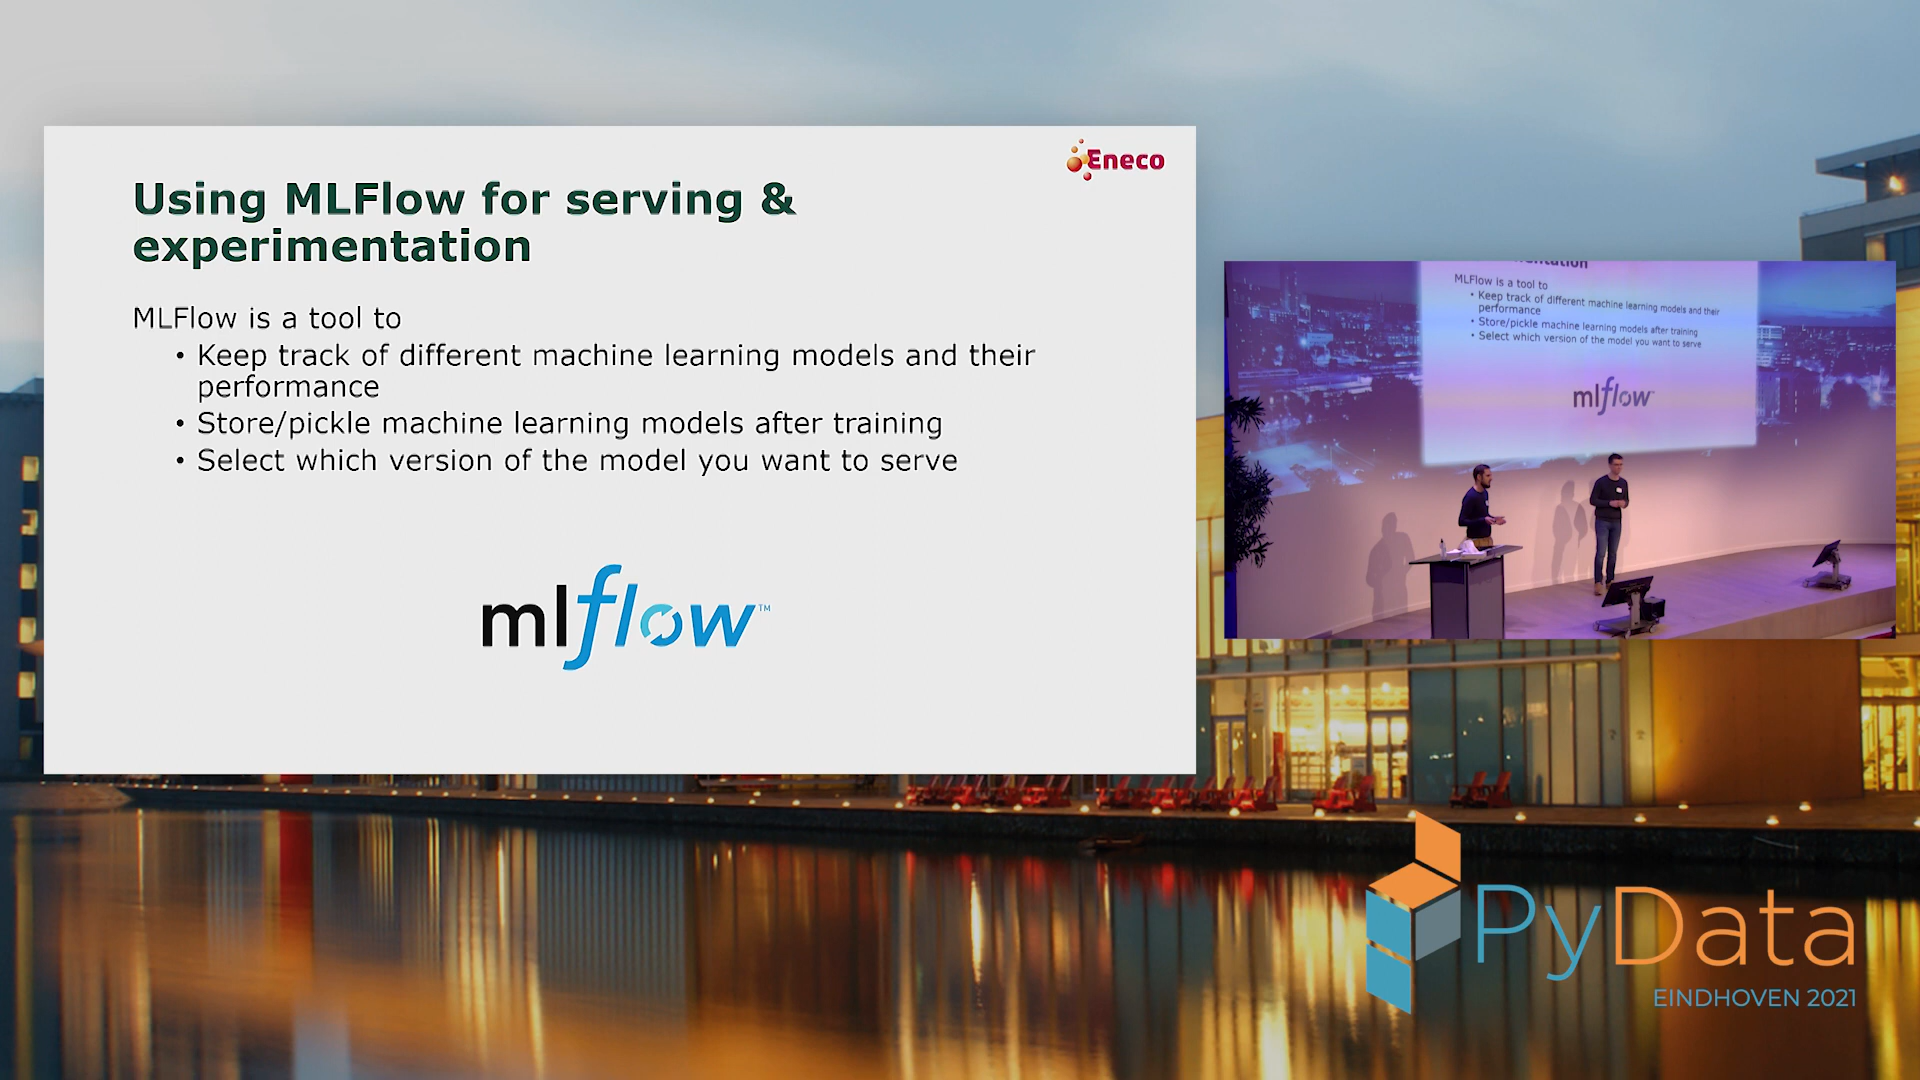 Eneco
Using MLFlow for serving &
experimentation
MLFlow is a tool to
• Keep track of different machine learning models and their
performance
• Store/pickle machine learning models after training
• Select which version of the model you want to serve
mlflow™
MLFlow is a tool to
• Keep track of different machine learning models and their
performance
• Store/pickle machine learning models after training
• Select which version of the model you want to serve
mlflow
PyData
EINDHOVEN 2021